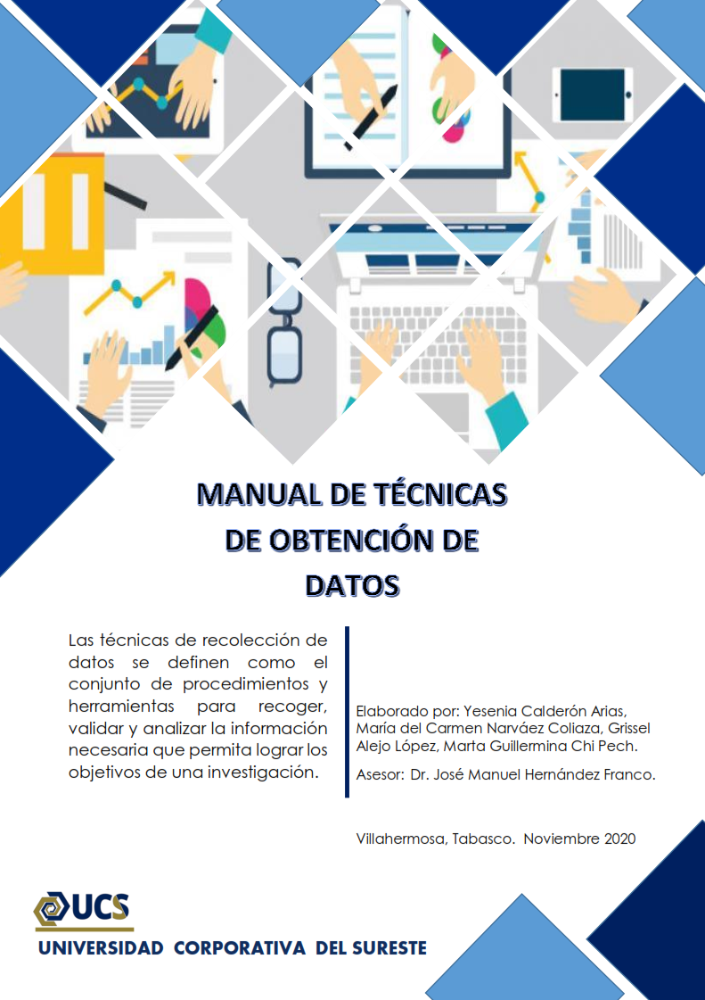 MANUAL DE TÉCNICAS
DE OBTENCIÓN DE
DATOS
Las técnicas de recolección de
datos se definen como el
conjunto de procedimientos y
herramientas para recoger,
validar y analizar la información
necesaria que permita lograr los
objetivos de una investigación.
Elaborado por: Yesenia Calderón Arias,
María del Carmen Narváez Coliaza, Grissel
Alejo López, Marta Guillermina Chi Pech.
Asesor: Dr. José Manuel Hernández Franco.
Villahermosa, Tabasco. Noviembre 2020
UCS
UNIVERSIDAD CORPORATIVA DEL SURESTE